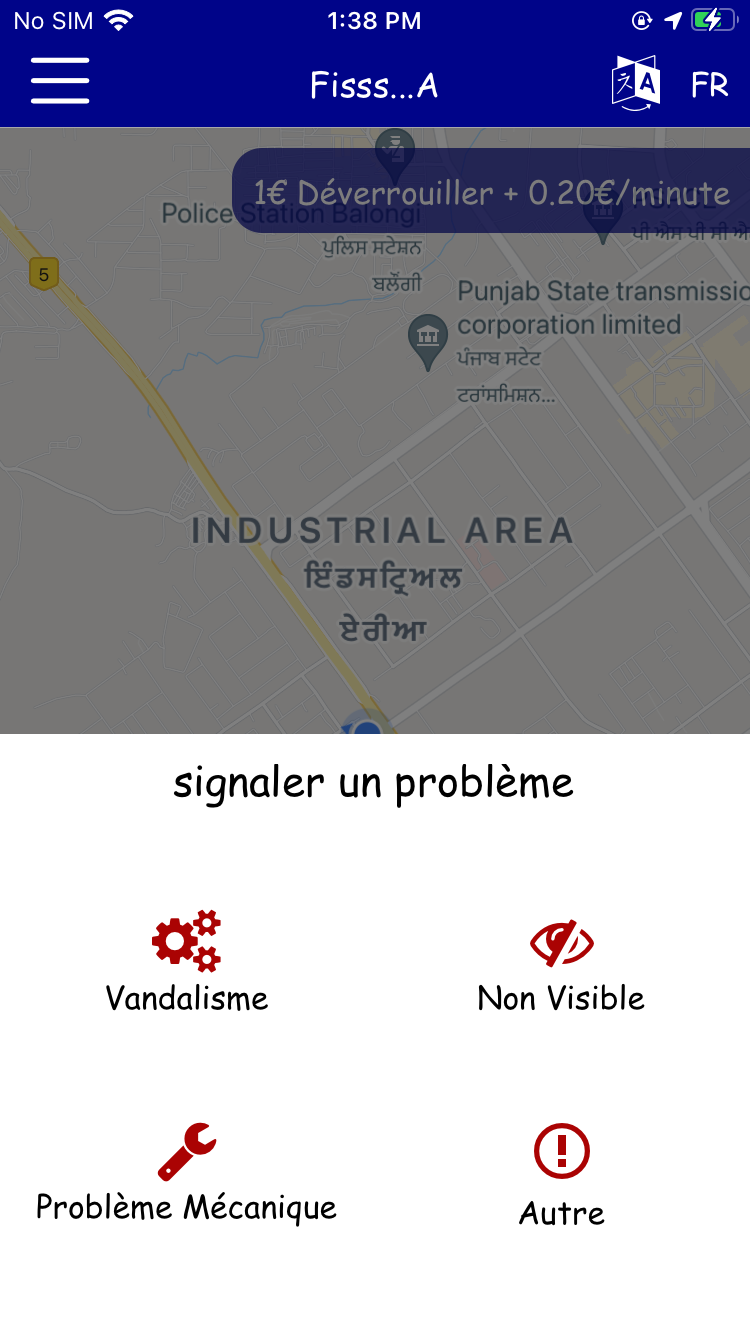 No SIM 1:38 PM
Fisss...A
A FR
1€ Déverrouiller + 0.20€/minute
Police Station Balongi
ਪੁਲਿਸ ਸਟੇਸ਼ਨ
ਬਲੌਂਗੀ
ਪੀ ਐਸ ਪੀ ਸੀ ਐ
5
Punjab State transmissio
corporation limited
ਪੰਜਾਬ ਸਟੇਟ
ਟਰਾਂਸਮਿਸ਼ਨ...
INDUSTRIAL AREA
ਇੰਡਸਟ੍ਰਿਅਲ
ਏਰੀਆ
signaler un problème
Vandalisme
Non Visible
Problème Mécanique
Autre